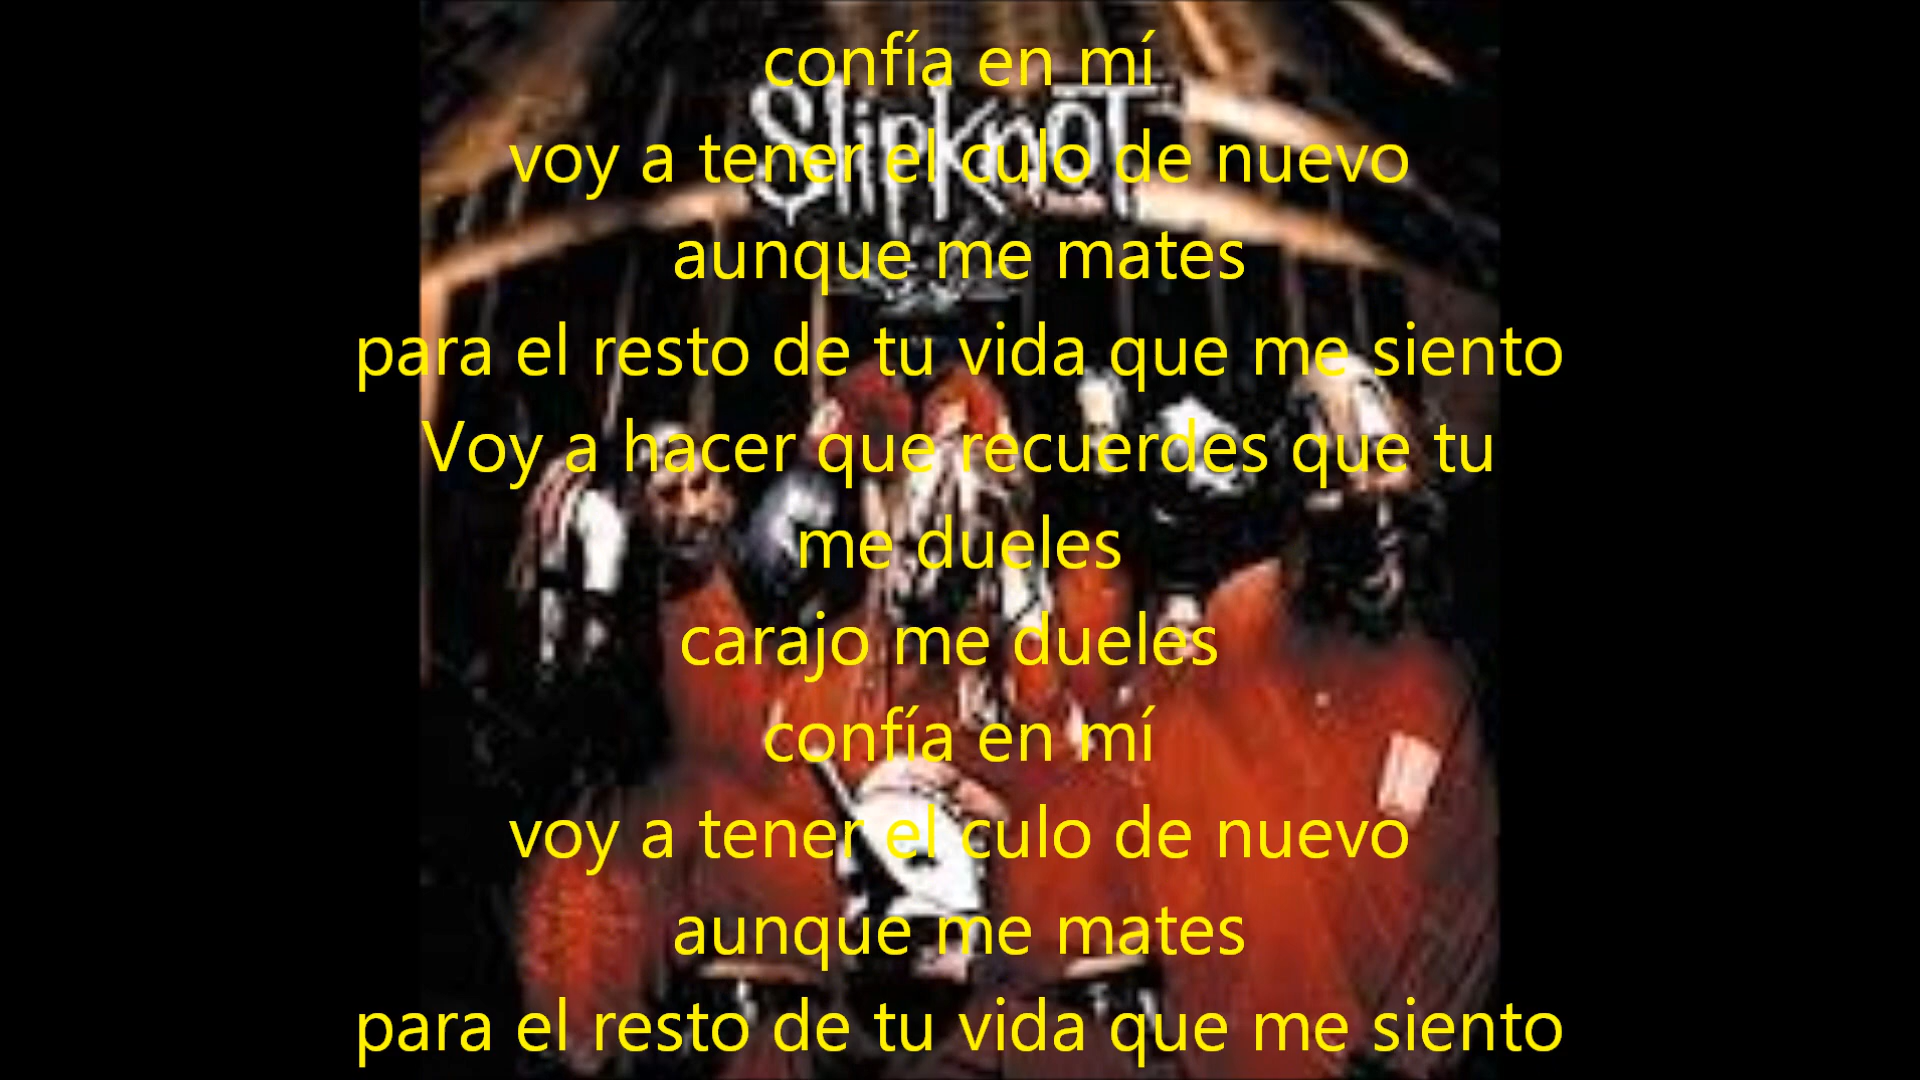 confía en mí
Slipknot
voy a tener el culo de nuevo
aunque me mates
para el resto de tu vida que me siento
Voy a hacer que recuerdes que tu
me dueles
carajo me dueles
confía en mí
voy a tener el culo de nuevo
aunque me mates
para el resto de tu vida que me siento